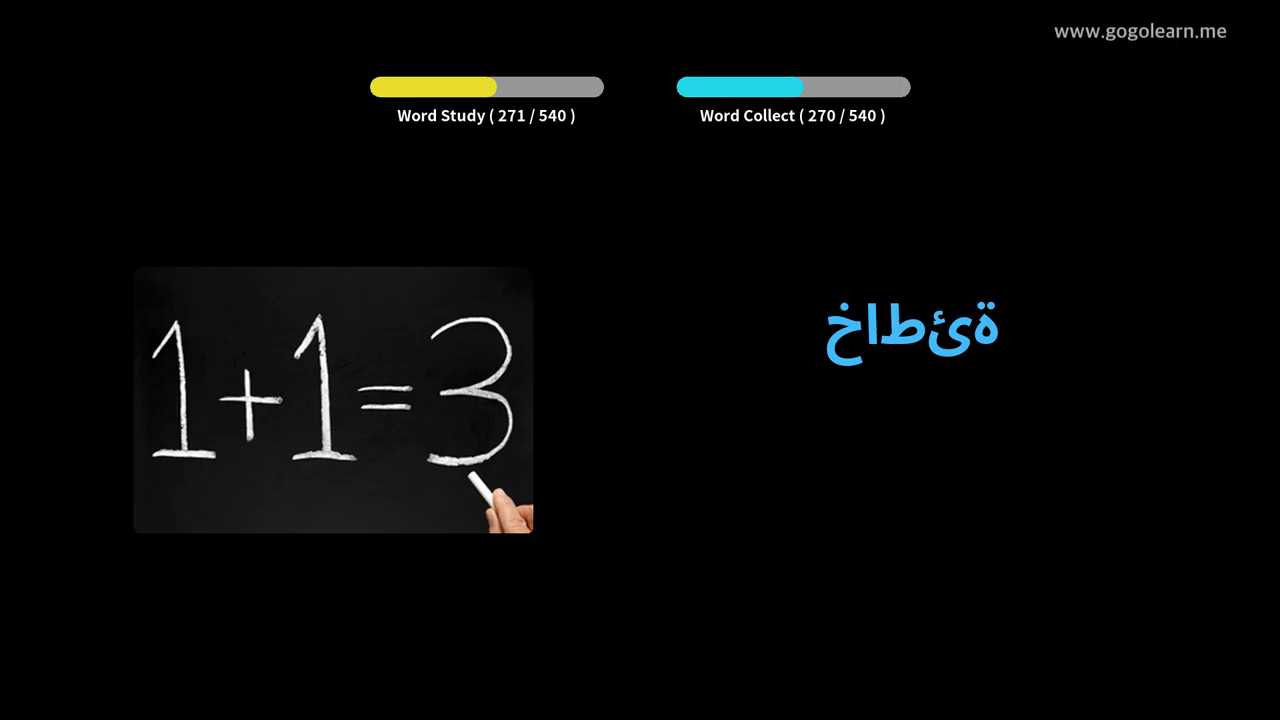 www.gogolearn.me
Word Study ( 271 / 540 )
Word Collect ( 270 / 540 )
خاطئة
1+1=3